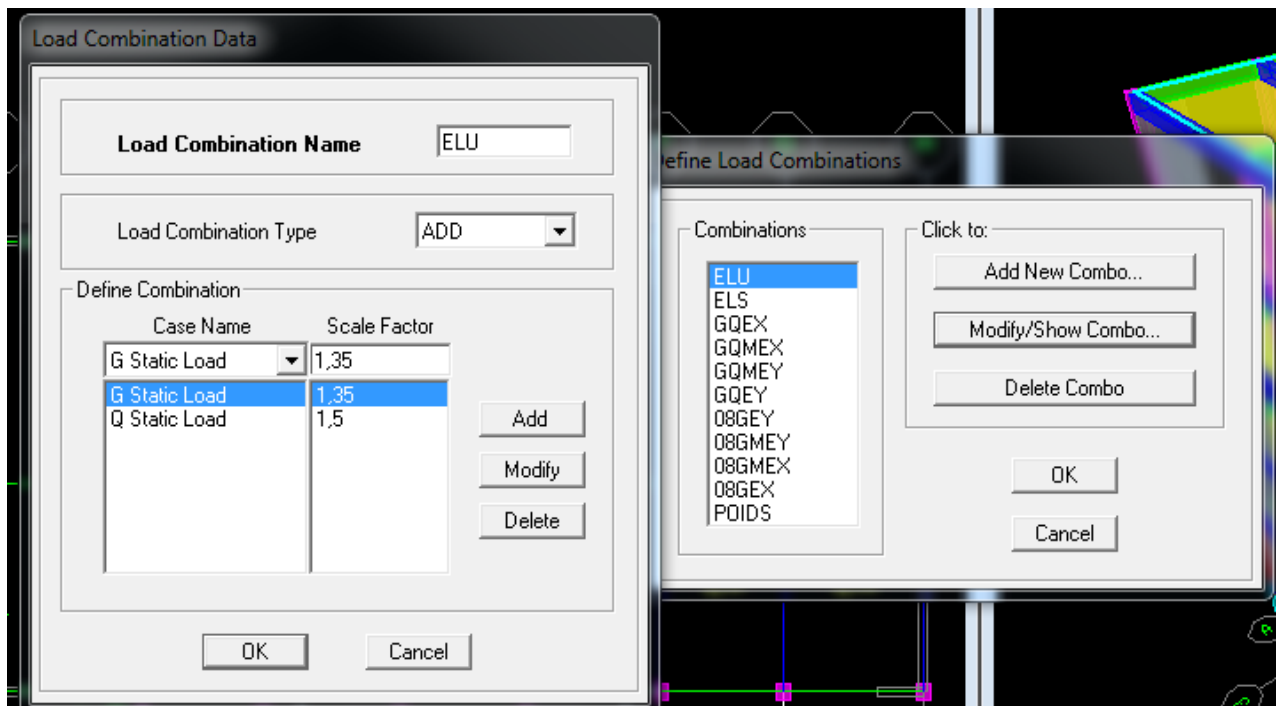 Load Combination Data
Load Combination Name ELU
Load Combination Type ADD
Define Combination
Case Name Scale Factor
G Static Load 1,35
G Static Load 1,35
Q Static Load 1,5
Add
Modify
Delete
OK Cancel
efine Load Combinations
Combinations
ELU
ELS
GQEX
GQMEX
GQMEY
GQEY
08GEY
08GMEY
08GMEX
08GEX
POIDS
Click to:
Add New Combo...
Modify/Show Combo...
Delete Combo
OK
Cancel